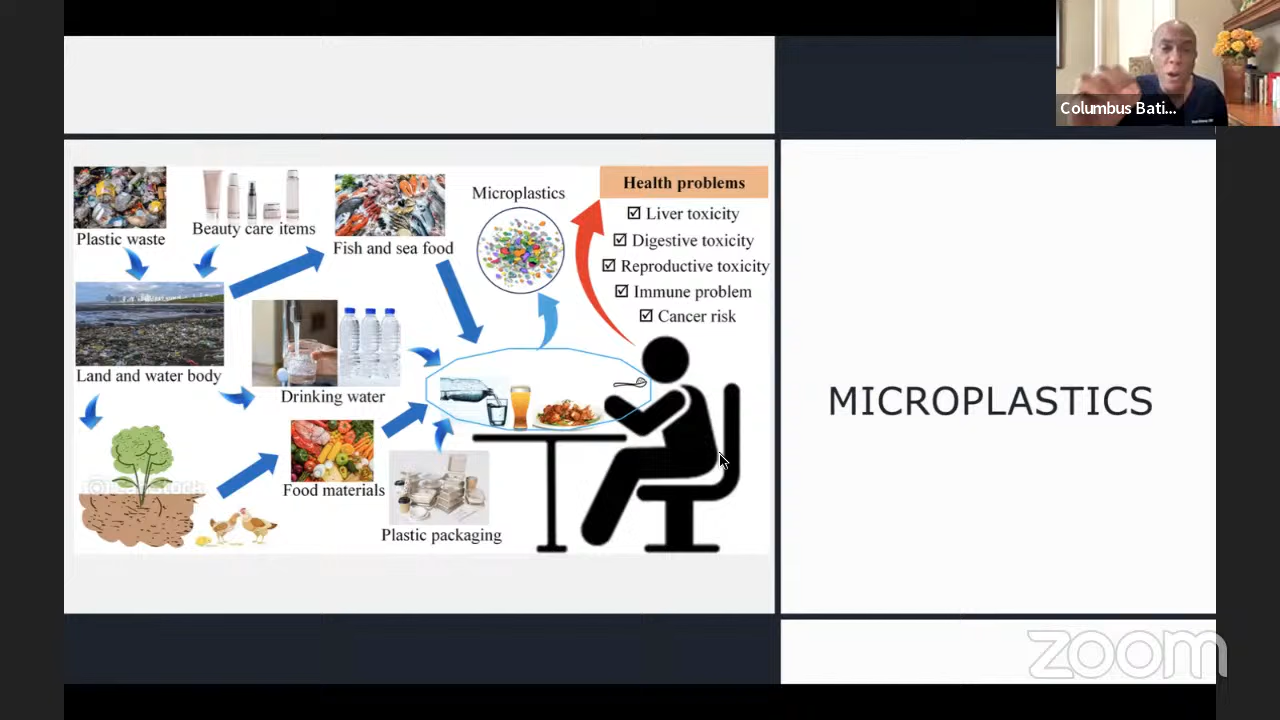 Columbus Bati...
Plastic waste
Beauty care items
Fish and sea food
Microplastics
Health problems
☑ Liver toxicity
☑ Digestive toxicity
☑ Reproductive toxicity
☑ Immune problem
☑ Cancer risk
Land and water body
Drinking water
Food materials
Plastic packaging
MICROPLASTICS
zoom